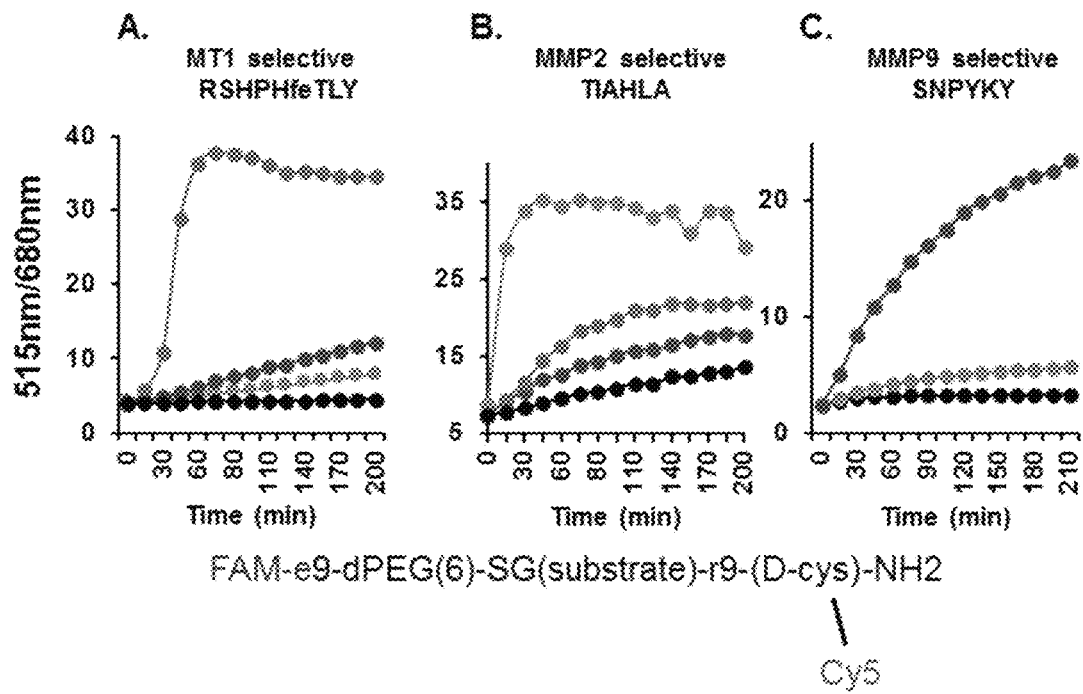 A.
MT1 selective
RSHPHfeTLY
B.
MMP2 selective
TIAHLA
C.
MMP9 selective
SNPYKY
515nm/680nm
40
30
20
10
0
0 30 60 80 110 140 170 200
Time (min)
35
25
15
5
0 30 60 80 110 140 170 200
Time (min)
20
10
0
0 30 60 90 120 150 180 210
Time (min)
FAM-e9-dPEG(6)-SG(substrate)-r9-(D-cys)-NH2
Cy5